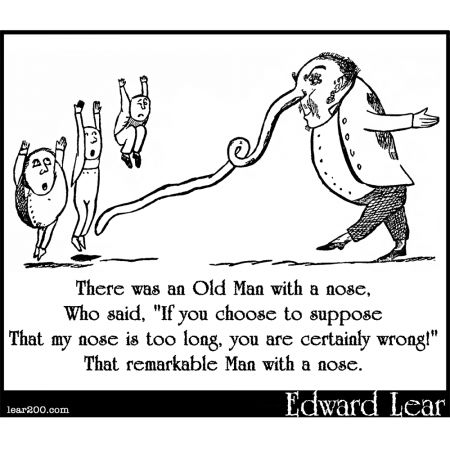 There was an Old Man with a nose,
Who said, "If you choose to suppose
That my nose is too long, you are certainly wrong!"
That remarkable Man with a nose.
lear200.com
Edward Lear